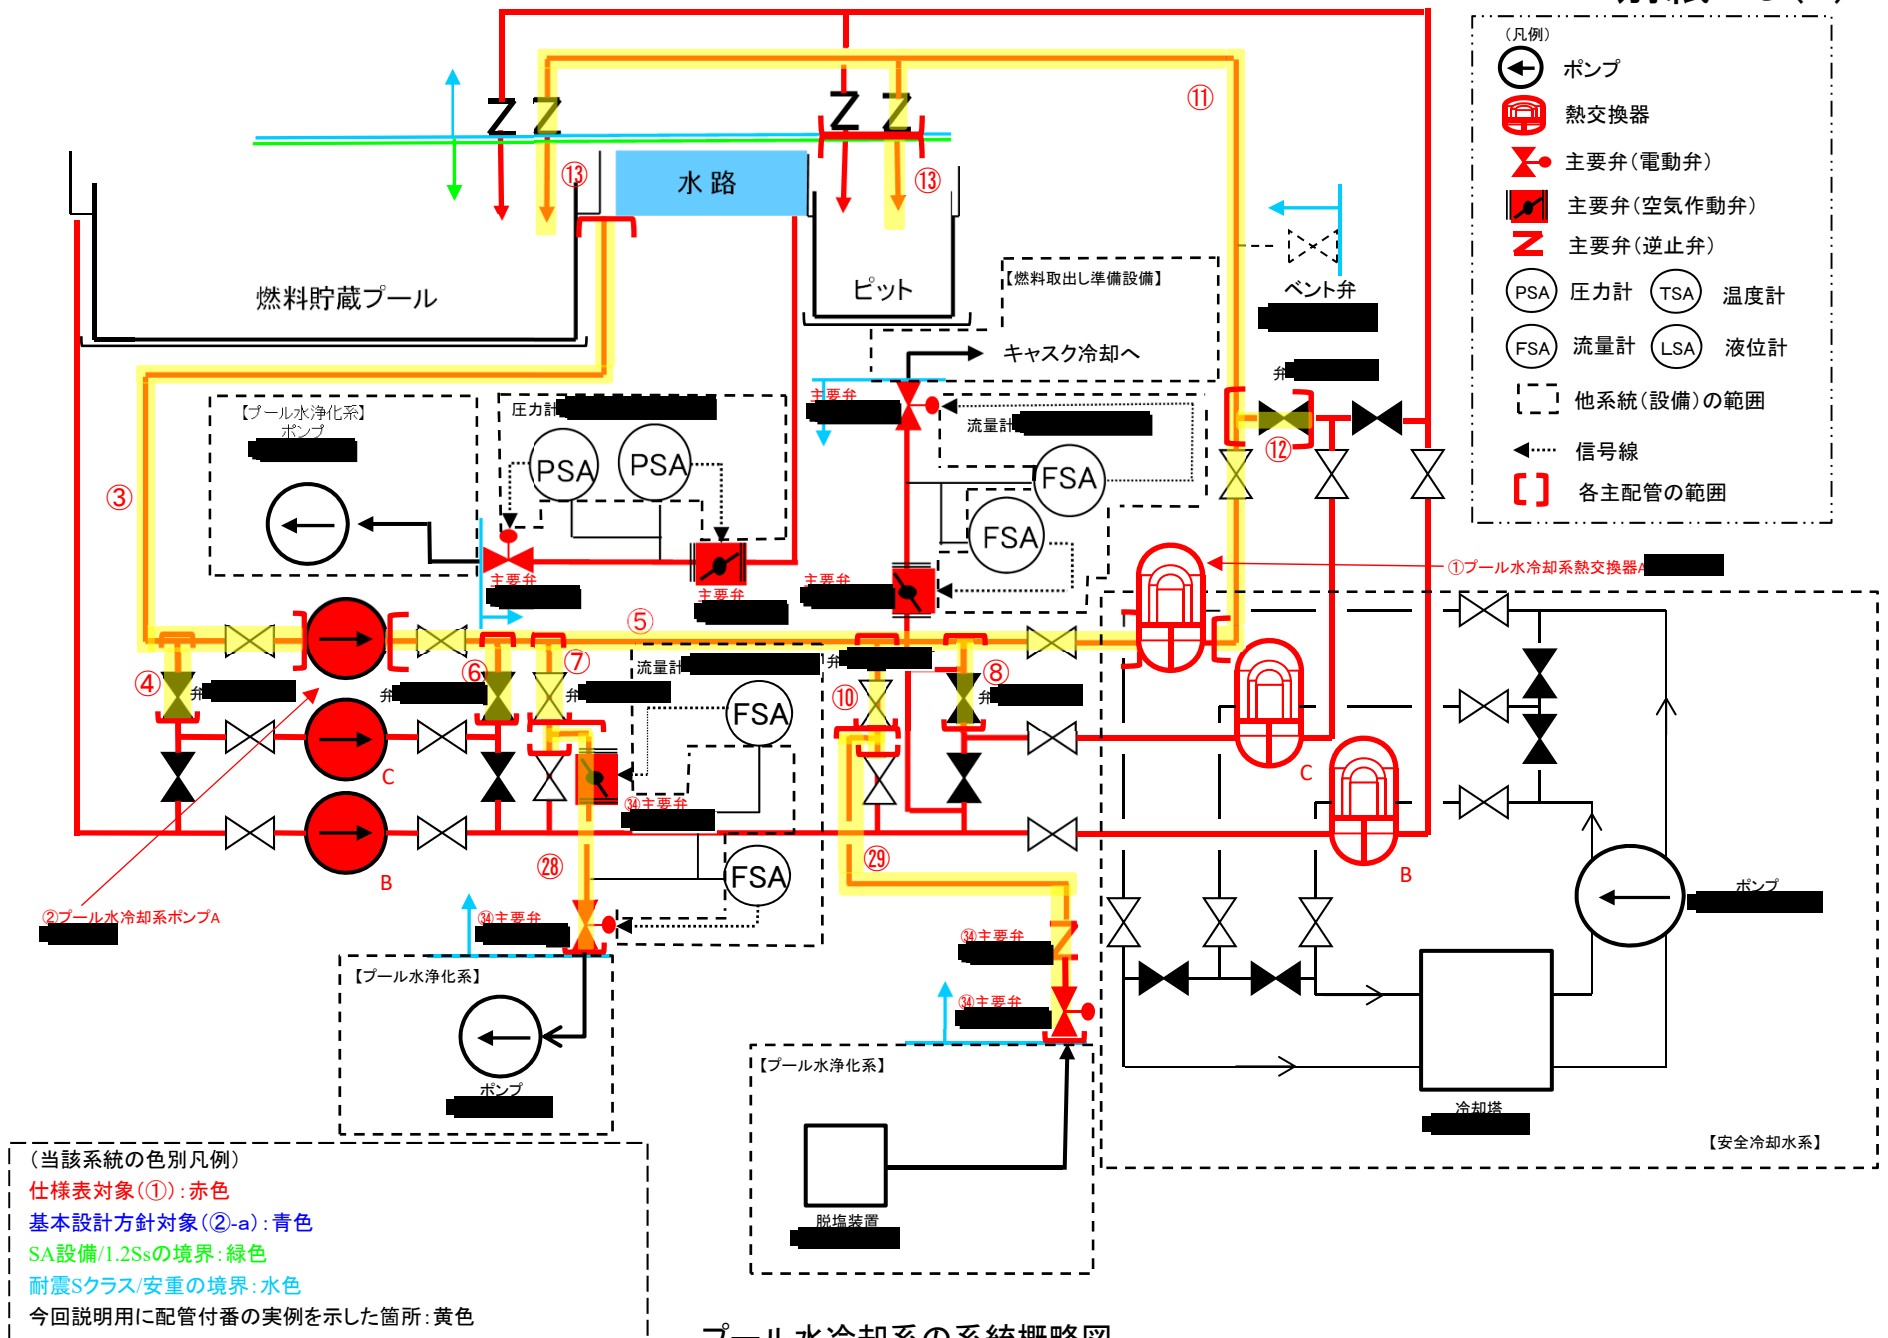 (凡例)
ポンプ
熱交換器
主要弁(電動弁)
主要弁(空気作動弁)
主要弁(逆止弁)
PSA 圧力計 TSA 温度計
FSA 流量計 LSA 液位計
他系統(設備)の範囲
信号線
各主配管の範囲
⑪
⑬
水路
⑬
燃料貯蔵プール
ピット
【燃料取出し準備設備】
ベント弁
キャスク冷却へ
弁
主要弁
【プール水浄化系】
ポンプ
圧力計
流量計
PSA
PSA
FSA
FSA
⑫
③
主要弁
主要弁
主要弁
①プール水冷却系熱交換器A
⑤
④
弁
⑥
弁
⑦
弁
流量計
弁
⑩
⑧
弁
FSA
C
C
㉞主要弁
B
B
㉘
FSA
㉙
②プール水冷却系ポンプA
㉞主要弁
㉞主要弁
㉞主要弁
ポンプ
【プール水浄化系】
ポンプ
【プール水浄化系】
脱塩装置
冷却塔
【安全冷却水系】
(当該系統の色別凡例)
仕様表対象(①):赤色
基本設計方針対象(②-a):青色
SA設備/1.2Ssの境界:緑色
耐震Sクラス/安重の境界:水色
今回説明用に配管付番の実例を示した箇所:黄色
プール水冷却系の系統概略図